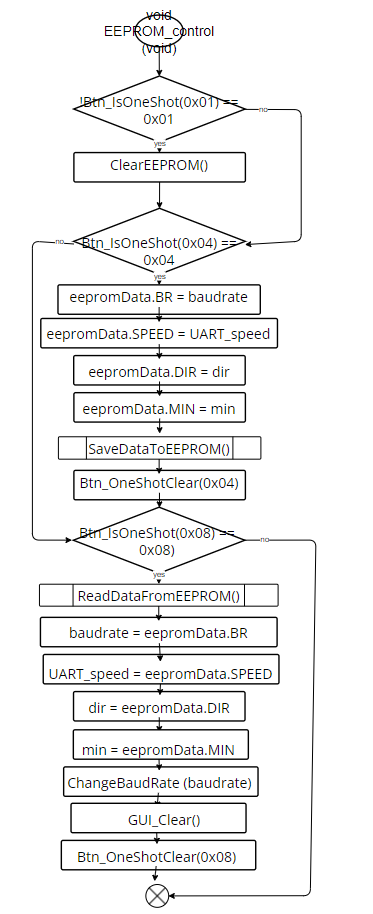 void
EEPROM_control
(void)
!Btn_IsOneShot(0x01) ==
0x01
no
yes
ClearEEPROM()
Btn_IsOneShot(0x04) ==
0x04
no
yes
eepromData.BR = baudrate
eepromData.SPEED = UART_speed
eepromData.DIR = dir
eepromData.MIN = min
SaveDataToEEPROM()
Btn_OneShotClear(0x04)
Btn_IsOneShot(0x08) ==
0x08)
no
yes
ReadDataFromEEPROM()
baudrate = eepromData.BR
UART_speed = eepromData.SPEED
dir = eepromData.DIR
min = eepromData.MIN
ChangeBaudRate (baudrate)
GUI_Clear()
Btn_OneShotClear(0x08)